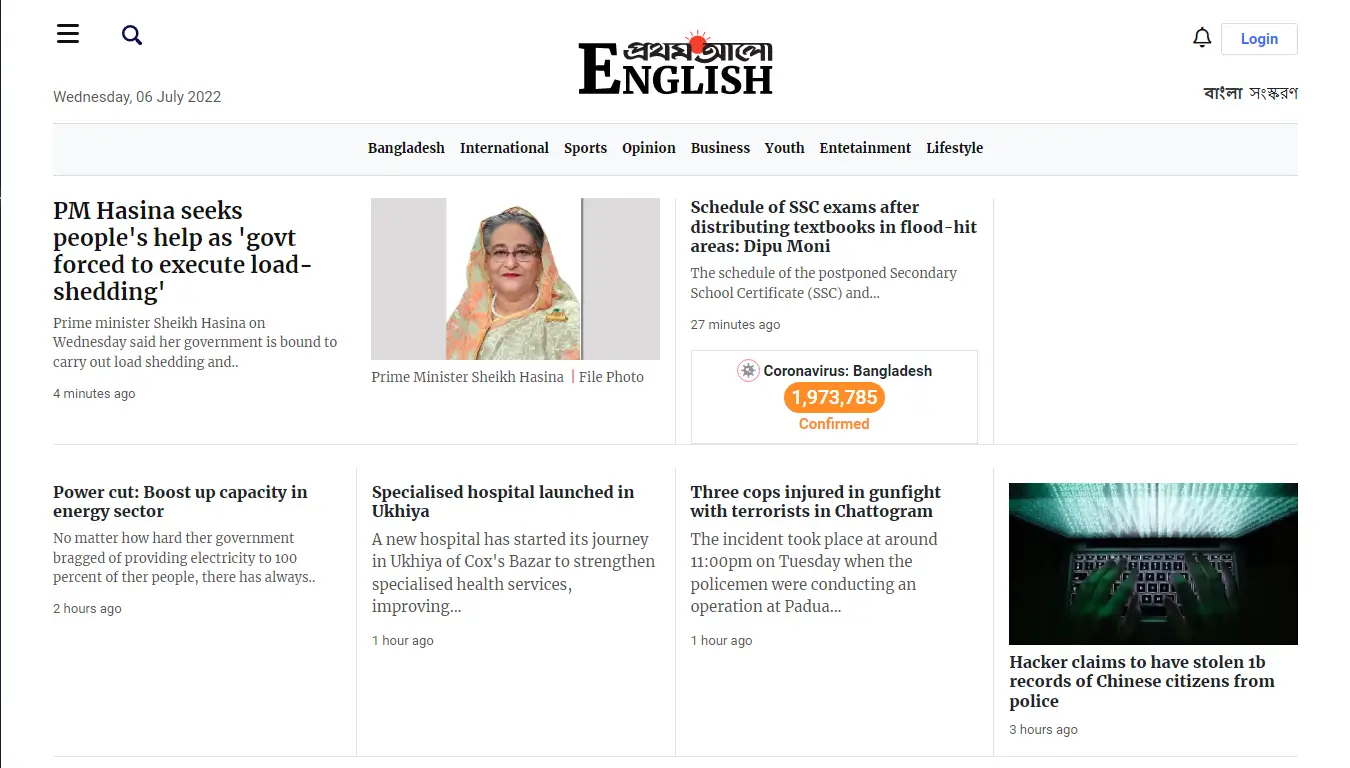 প্রথম আলো
ENGLISH
Login
Wednesday, 06 July 2022
বাংলা সংস্করণ
Bangladesh International Sports Opinion Business Youth Entetainment Lifestyle
PM Hasina seeks
people's help as 'govt
forced to execute load-
shedding'
Prime minister Sheikh Hasina on
Wednesday said her government is bound to
carry out load shedding and..
4 minutes ago
Prime Minister Sheikh Hasina | File Photo
Schedule of SSC exams after
distributing textbooks in flood-hit
areas: Dipu Moni
The schedule of the postponed Secondary
School Certificate (SSC) and...
27 minutes ago
Coronavirus: Bangladesh
1,973,785
Confirmed
Power cut: Boost up capacity in
energy sector
No matter how hard ther government
bragged of providing electricity to 100
percent of ther people, there has always..
2 hours ago
Specialised hospital launched in
Ukhiya
A new hospital has started its journey
in Ukhiya of Cox's Bazar to strengthen
specialised health services,
improving...
1 hour ago
Three cops injured in gunfight
with terrorists in Chattogram
The incident took place at around
11:00pm on Tuesday when the
policemen were conducting an
operation at Padua...
1 hour ago
Hacker claims to have stolen 1b
records of Chinese citizens from
police
3 hours ago